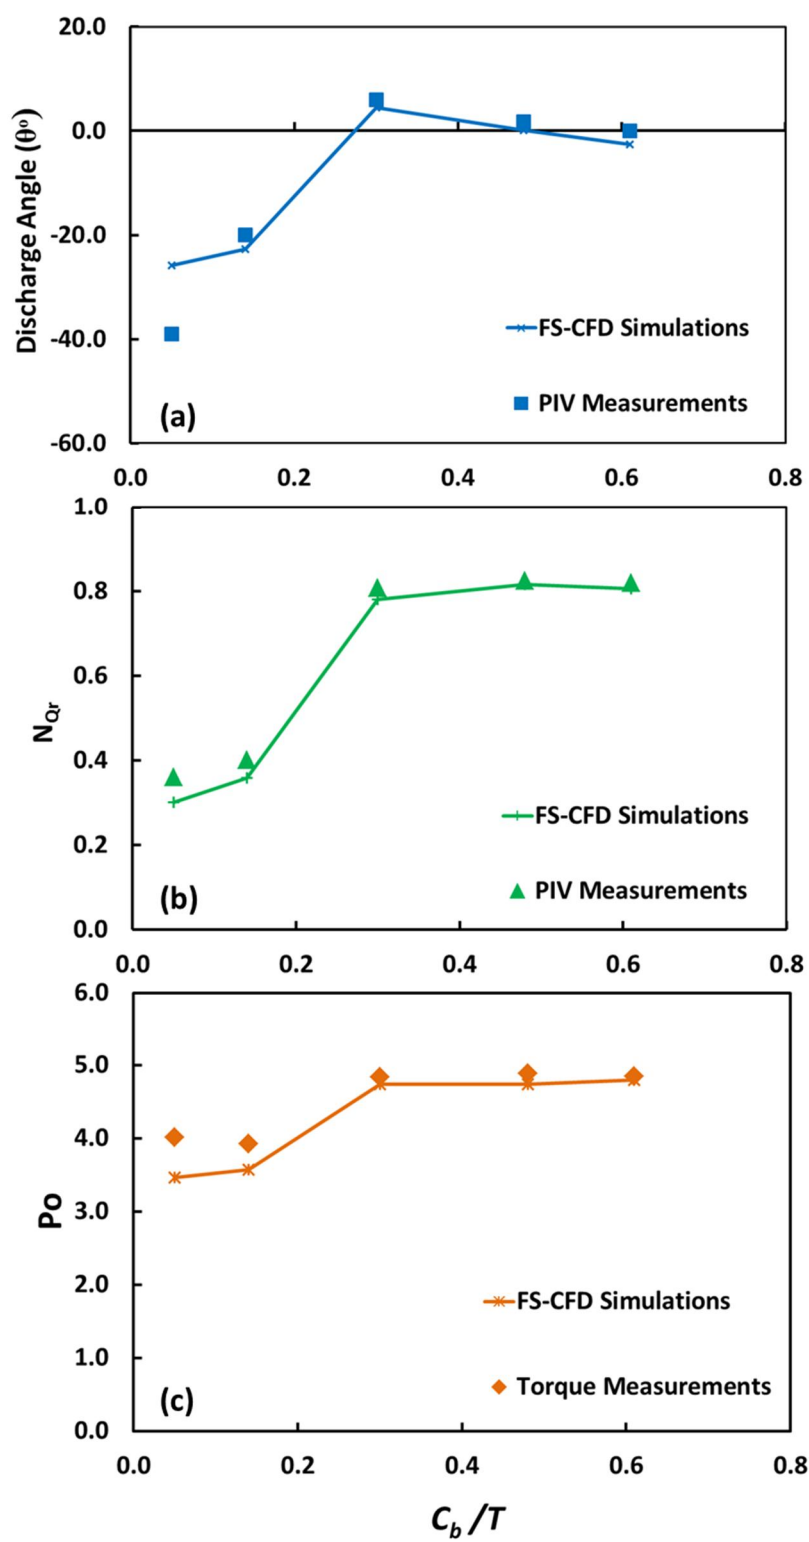 20.0
0.0
-20.0
-40.0
-60.0
Discharge Angle (θº)
FS-CFD Simulations
PIV Measurements
(a)
0.0 0.2 0.4 0.6 0.8
1.0
0.8
0.6
0.4
0.2
0.0
N_Qr
FS-CFD Simulations
PIV Measurements
(b)
0.0 0.2 0.4 0.6 0.8
6.0
5.0
4.0
3.0
2.0
1.0
0.0
Po
FS-CFD Simulations
Torque Measurements
(c)
0.0 0.2 0.4 0.6 0.8
C_b /T